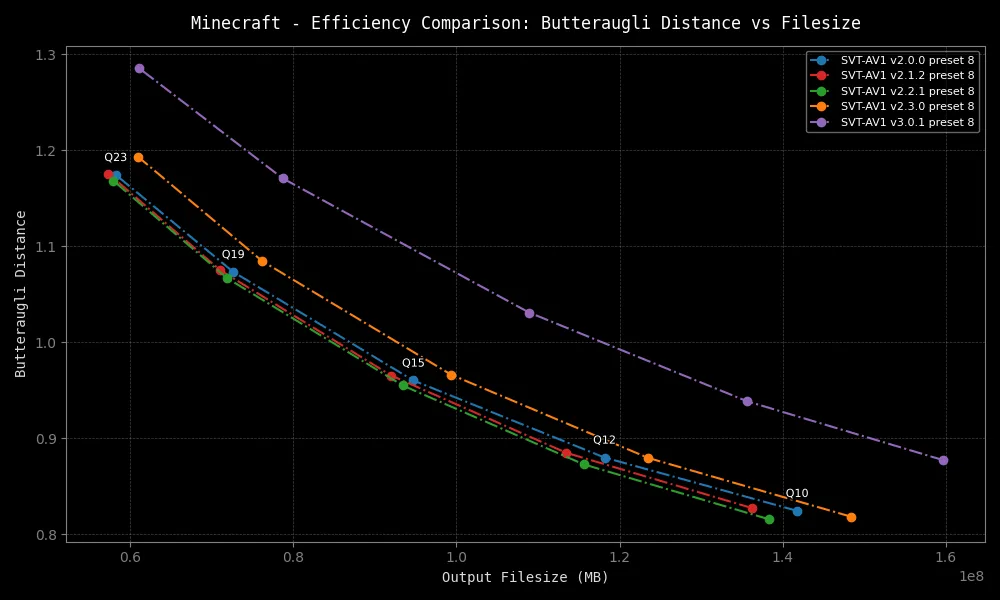 Minecraft - Efficiency Comparison: Butteraugli Distance vs Filesize
SVT-AV1 v2.0.0 preset 8
SVT-AV1 v2.1.2 preset 8
SVT-AV1 v2.2.1 preset 8
SVT-AV1 v2.3.0 preset 8
SVT-AV1 v3.0.1 preset 8
Butteraugli Distance
1.3
1.2
1.1
1.0
0.9
0.8
Q23
Q19
Q15
Q12
Q10
0.6 0.8 1.0 1.2 1.4 1.6
1e8
Output Filesize (MB)